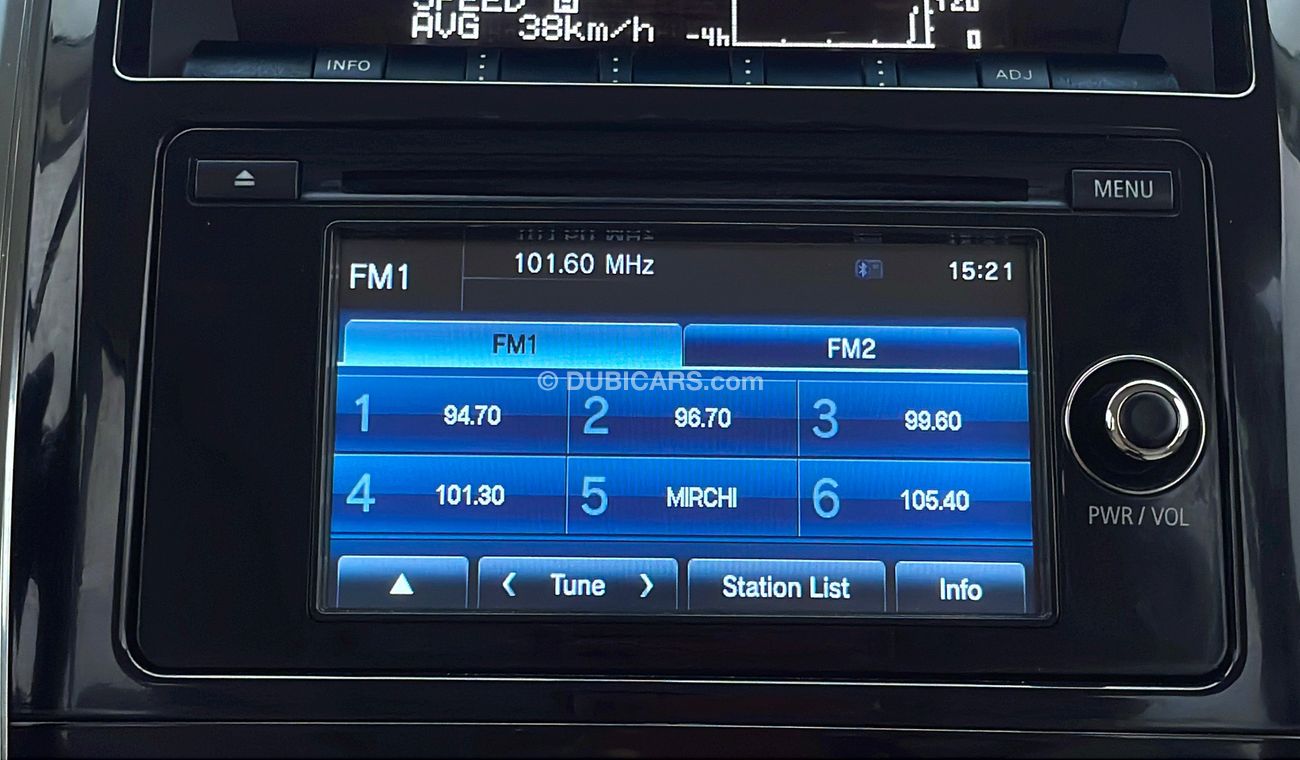 SPEED H
AVG 38km/h -4h 120 0
INFO ADJ
MENU
FM1 101.60 MHz 15:21
FM1 FM2
© DUBICARS.com
1 94.70 2 96.70 3 99.60
4 101.30 5 MIRCHI 6 105.40
PWR / VOL
▲ < Tune > Station List Info